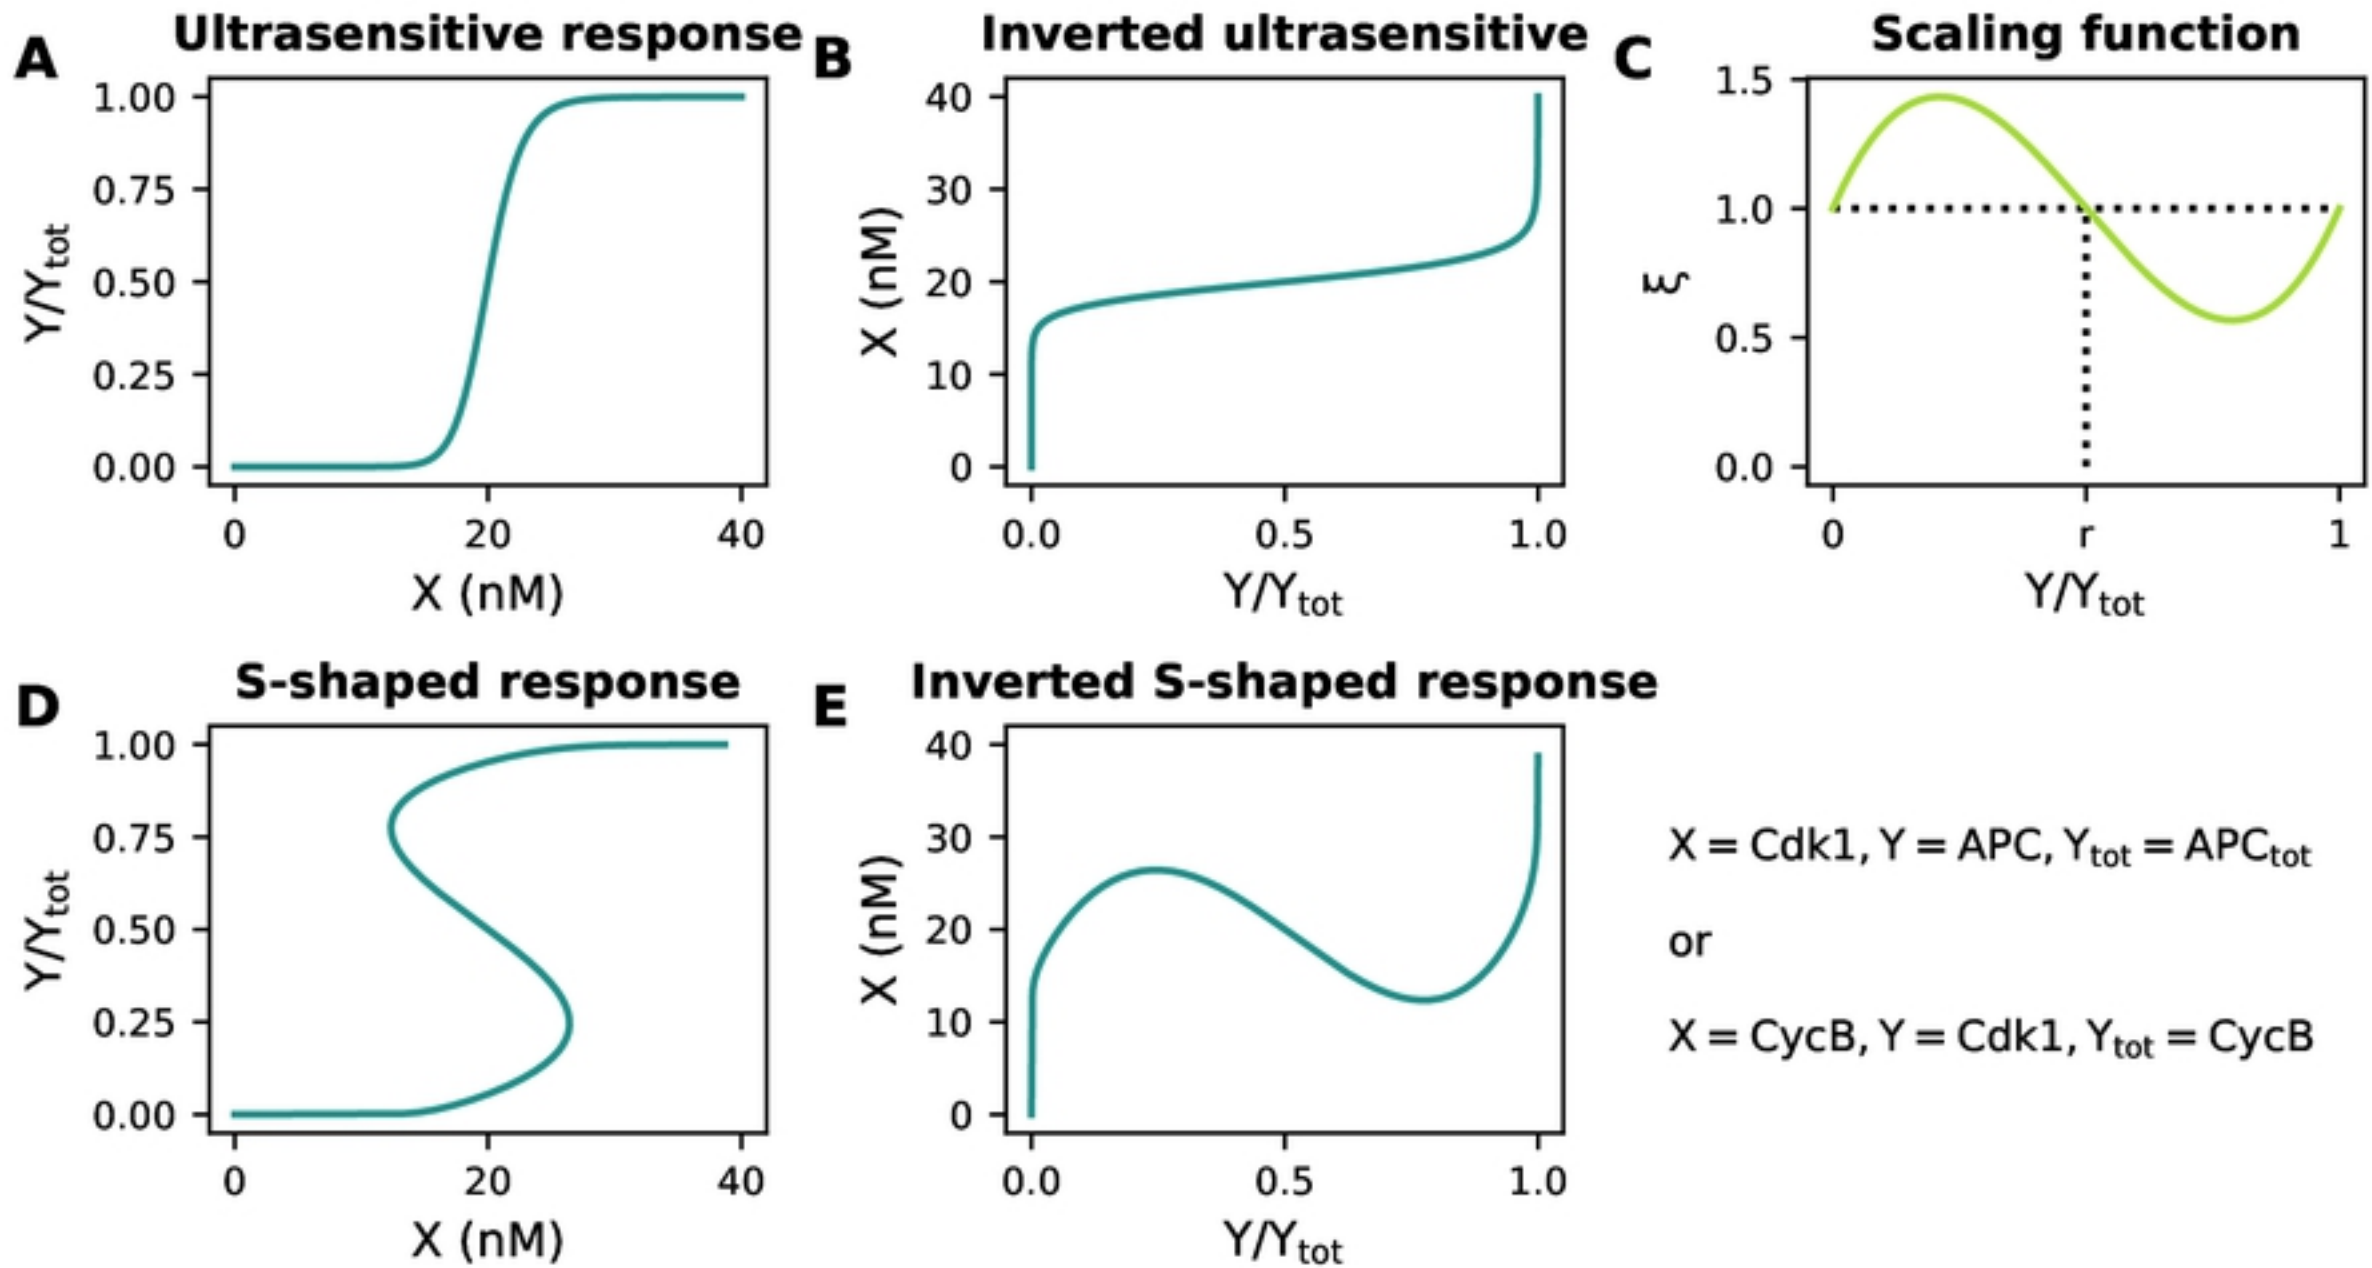 A Ultrasensitive response
1.00
0.75
0.50
0.25
0.00
Y/Ytot
0 20 40
X (nM)
B Inverted ultrasensitive
40
30
20
10
0
X (nM)
0.0 0.5 1.0
Y/Ytot
C Scaling function
1.5
1.0
0.5
0.0
ξ
0 r 1
Y/Ytot
D S-shaped response
1.00
0.75
0.50
0.25
0.00
Y/Ytot
0 20 40
X (nM)
E Inverted S-shaped response
40
30
20
10
0
X (nM)
0.0 0.5 1.0
Y/Ytot
X = Cdk1, Y = APC, Ytot = APCtot
or
X = CycB, Y = Cdk1, Ytot = CycB